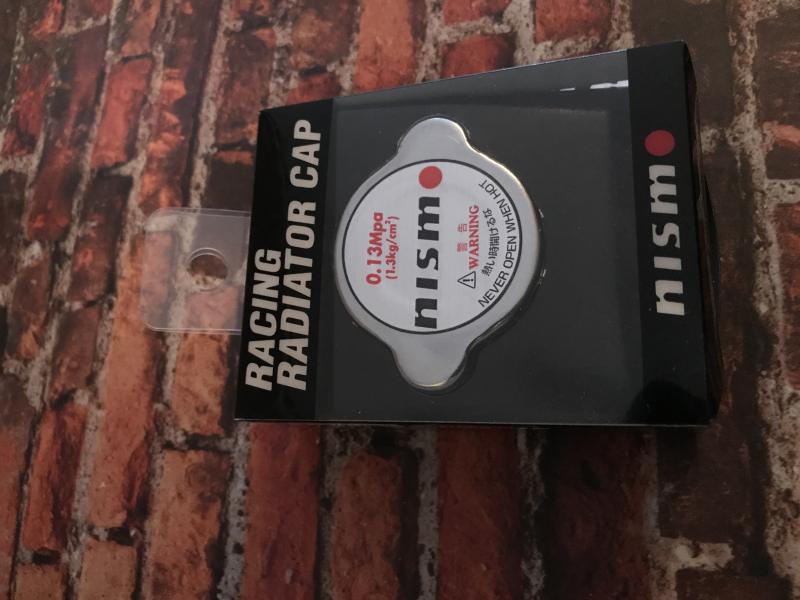 RACING
RADIATOR CAP
0.13Mpa
(1.3kg/cm²)
nismo
警告
WARNING
熱い時開けるな
NEVER OPEN WHEN HOT
nismo